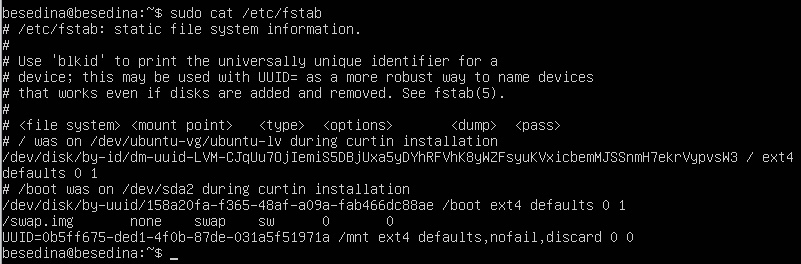 besedina@besedina:~$ sudo cat /etc/fstab
# /etc/fstab: static file system information.
#
# Use 'blkid' to print the universally unique identifier for a
# device; this may be used with UUID= as a more robust way to name devices
# that works even if disks are added and removed. See fstab(5).
#
# <file system> <mount point>   <type>  <options>       <dump>  <pass>
# / was on /dev/ubuntu-vg/ubuntu-lv during curtin installation
/dev/disk/by-id/dm-uuid-LVM-CJqUu7OjIemiS5DBjUxa5yDYhRFVhK8yWZFsyuKVxicbemMJSSnmH7ekrVypvsW3 / ext4
defaults 0 1
# /boot was on /dev/sda2 during curtin installation
/dev/disk/by-uuid/158a20fa-f365-48af-a09a-fab466dc88ae /boot ext4 defaults 0 1
/swap.img       none    swap    sw      0       0
UUID=0b5ff675-ded1-4f0b-87de-031a5f51971a /mnt ext4 defaults,nofail,discard 0 0
besedina@besedina:~$ _